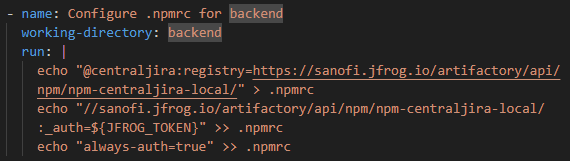 - name: Configure .npmrc for backend
working-directory: backend
run: |
echo "@centraljira:registry=https://sanofi.jfrog.io/artifactory/api/
npm/npm-centraljira-local/" > .npmrc
echo "//sanofi.jfrog.io/artifactory/api/npm/npm-centraljira-local/
:_auth=${JFROG_TOKEN}" >> .npmrc
echo "always-auth=true" >> .npmrc